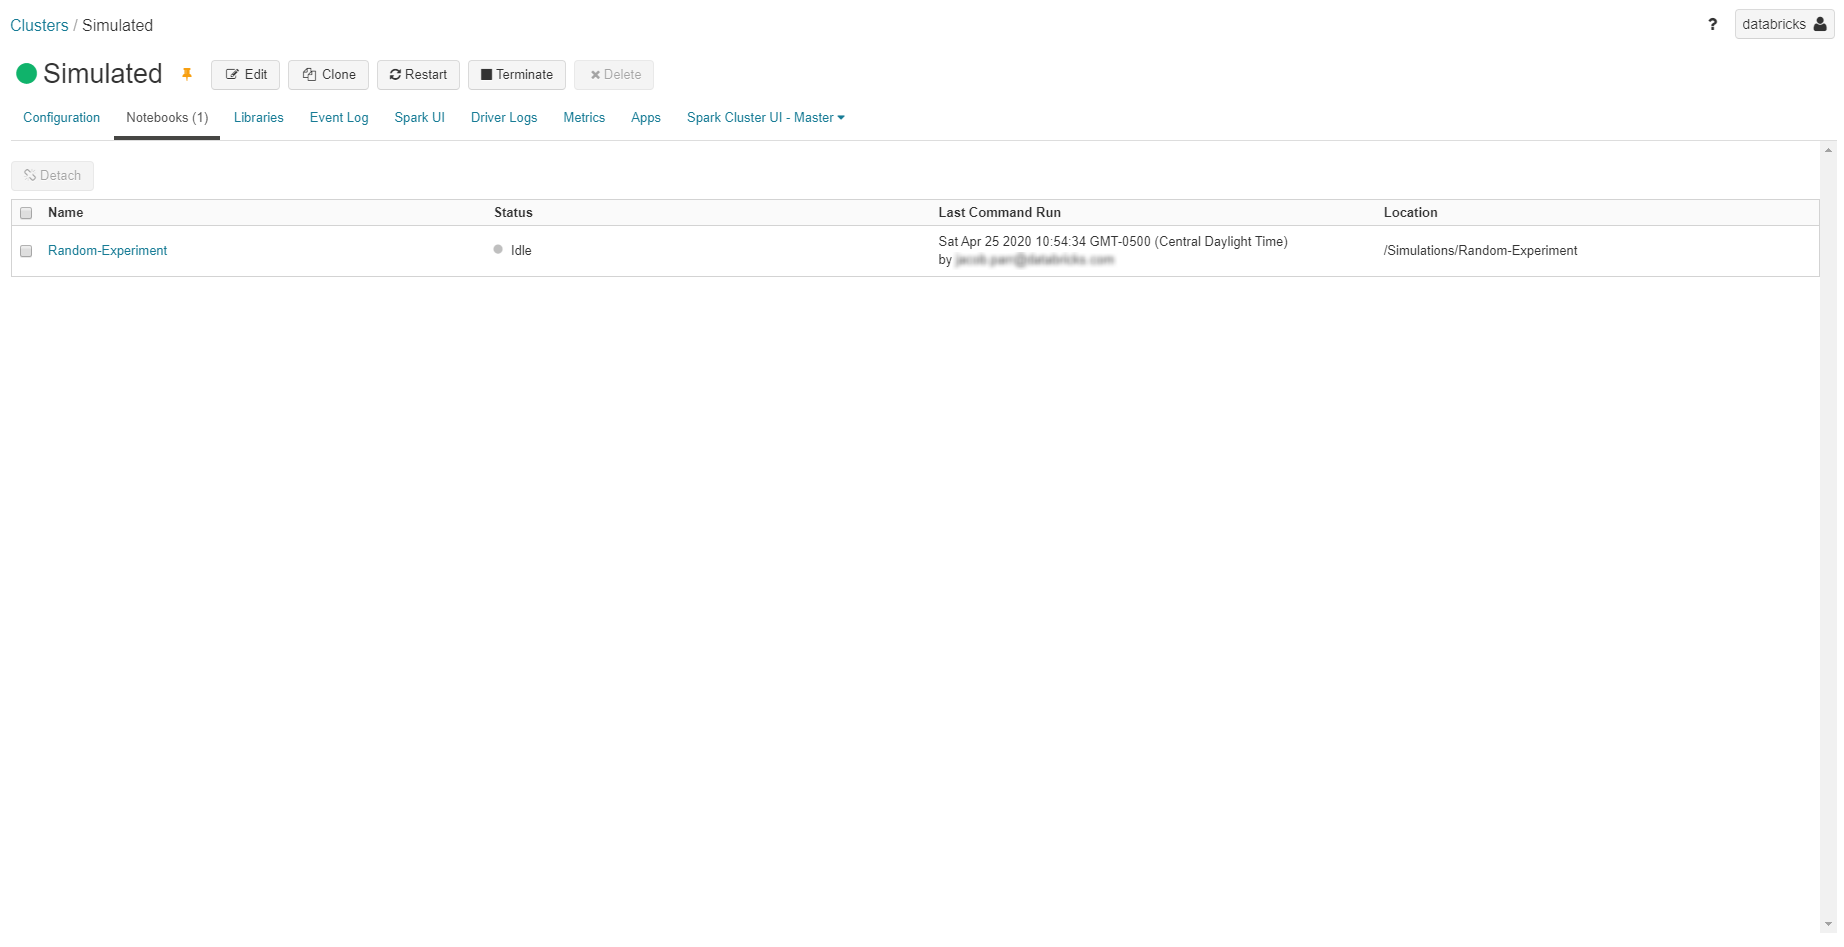 Clusters / Simulated
? databricks
Simulated Edit Clone Restart Terminate Delete
Configuration Notebooks (1) Libraries Event Log Spark UI Driver Logs Metrics Apps Spark Cluster UI - Master
Detach
Name Status Last Command Run Location
Random-Experiment Idle Sat Apr 25 2020 10:54:34 GMT-0500 (Central Daylight Time) /Simulations/Random-Experiment
by